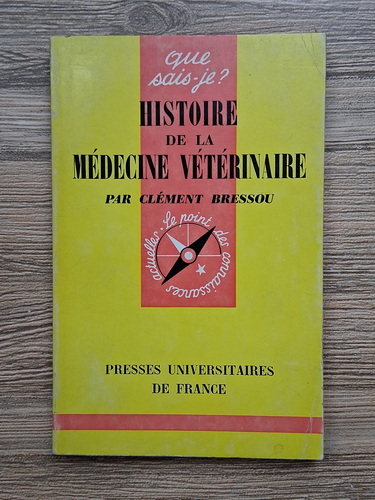 que
sais-je?
HISTOIRE
DE LA
MÉDECINE VÉTÉRINAIRE
PAR CLÉMENT BRESSOU
Le point des connaissances actuelles
PRESSES UNIVERSITAIRES
DE FRANCE